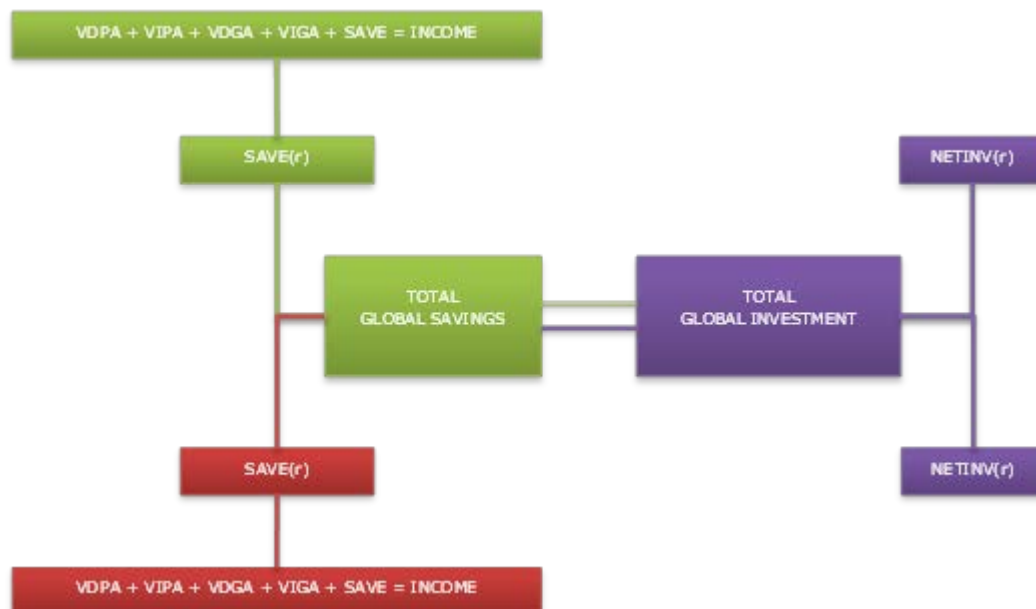 VDPA + VIPA + VDGA + VIGA + SAVE = INCOME
SAVE(r)
NETINV(r)
TOTAL
GLOBAL SAVINGS
TOTAL
GLOBAL INVESTMENT
SAVE(r)
NETINV(r)
VDPA + VIPA + VDGA + VIGA + SAVE = INCOME